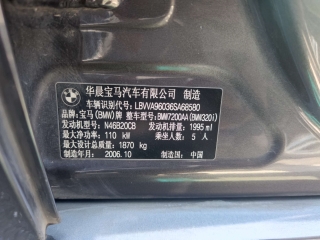 华晨宝马汽车有限公司 制造
车辆识别代号: LBVVA96036SA68580
品牌: 宝马(BMW)牌 整车型号:BMW7200AA(BMW320i)
发动机型号: N46B20CB 发动机排量: 1995 ml
最大净功率: 110 kW 乘坐人数: 5 人
最大设计总质量: 1870 kg
制造年月: 2006.10 制造国: 中国